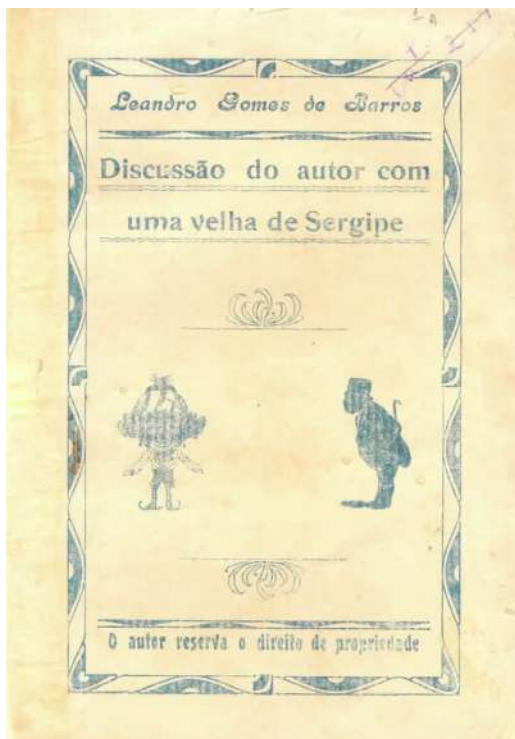 Leandro Gomes de Barros
Discussão do autor com
uma velha de Sergipe
O autor reserva o direito de propriedade